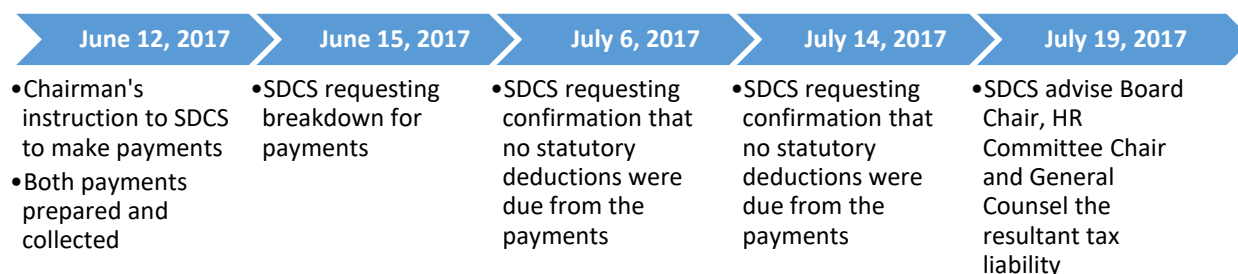 June 12, 2017
June 15, 2017
July 6, 2017
July 14, 2017
July 19, 2017
•Chairman's
instruction to SDCS
to make payments
•Both payments
prepared and
collected
•SDCS requesting
breakdown for
payments
•SDCS requesting
confirmation that
no statutory
deductions were
due from the
payments
•SDCS requesting
confirmation that
no statutory
deductions were
due from the
payments
•SDCS advise Board
Chair, HR
Committee Chair
and General
Counsel the
resultant tax
liability